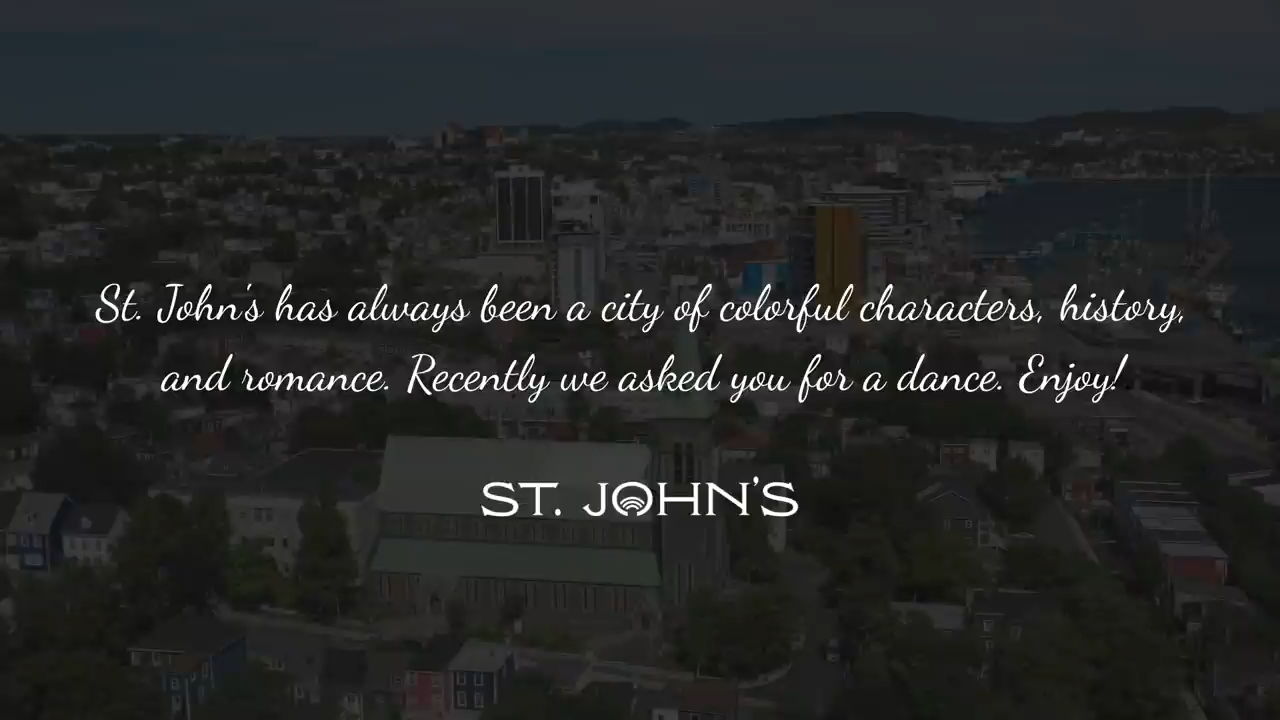 St. John's has always been a city of colorful characters, history,
and romance. Recently we asked you for a dance. Enjoy!
ST. JOHN'S